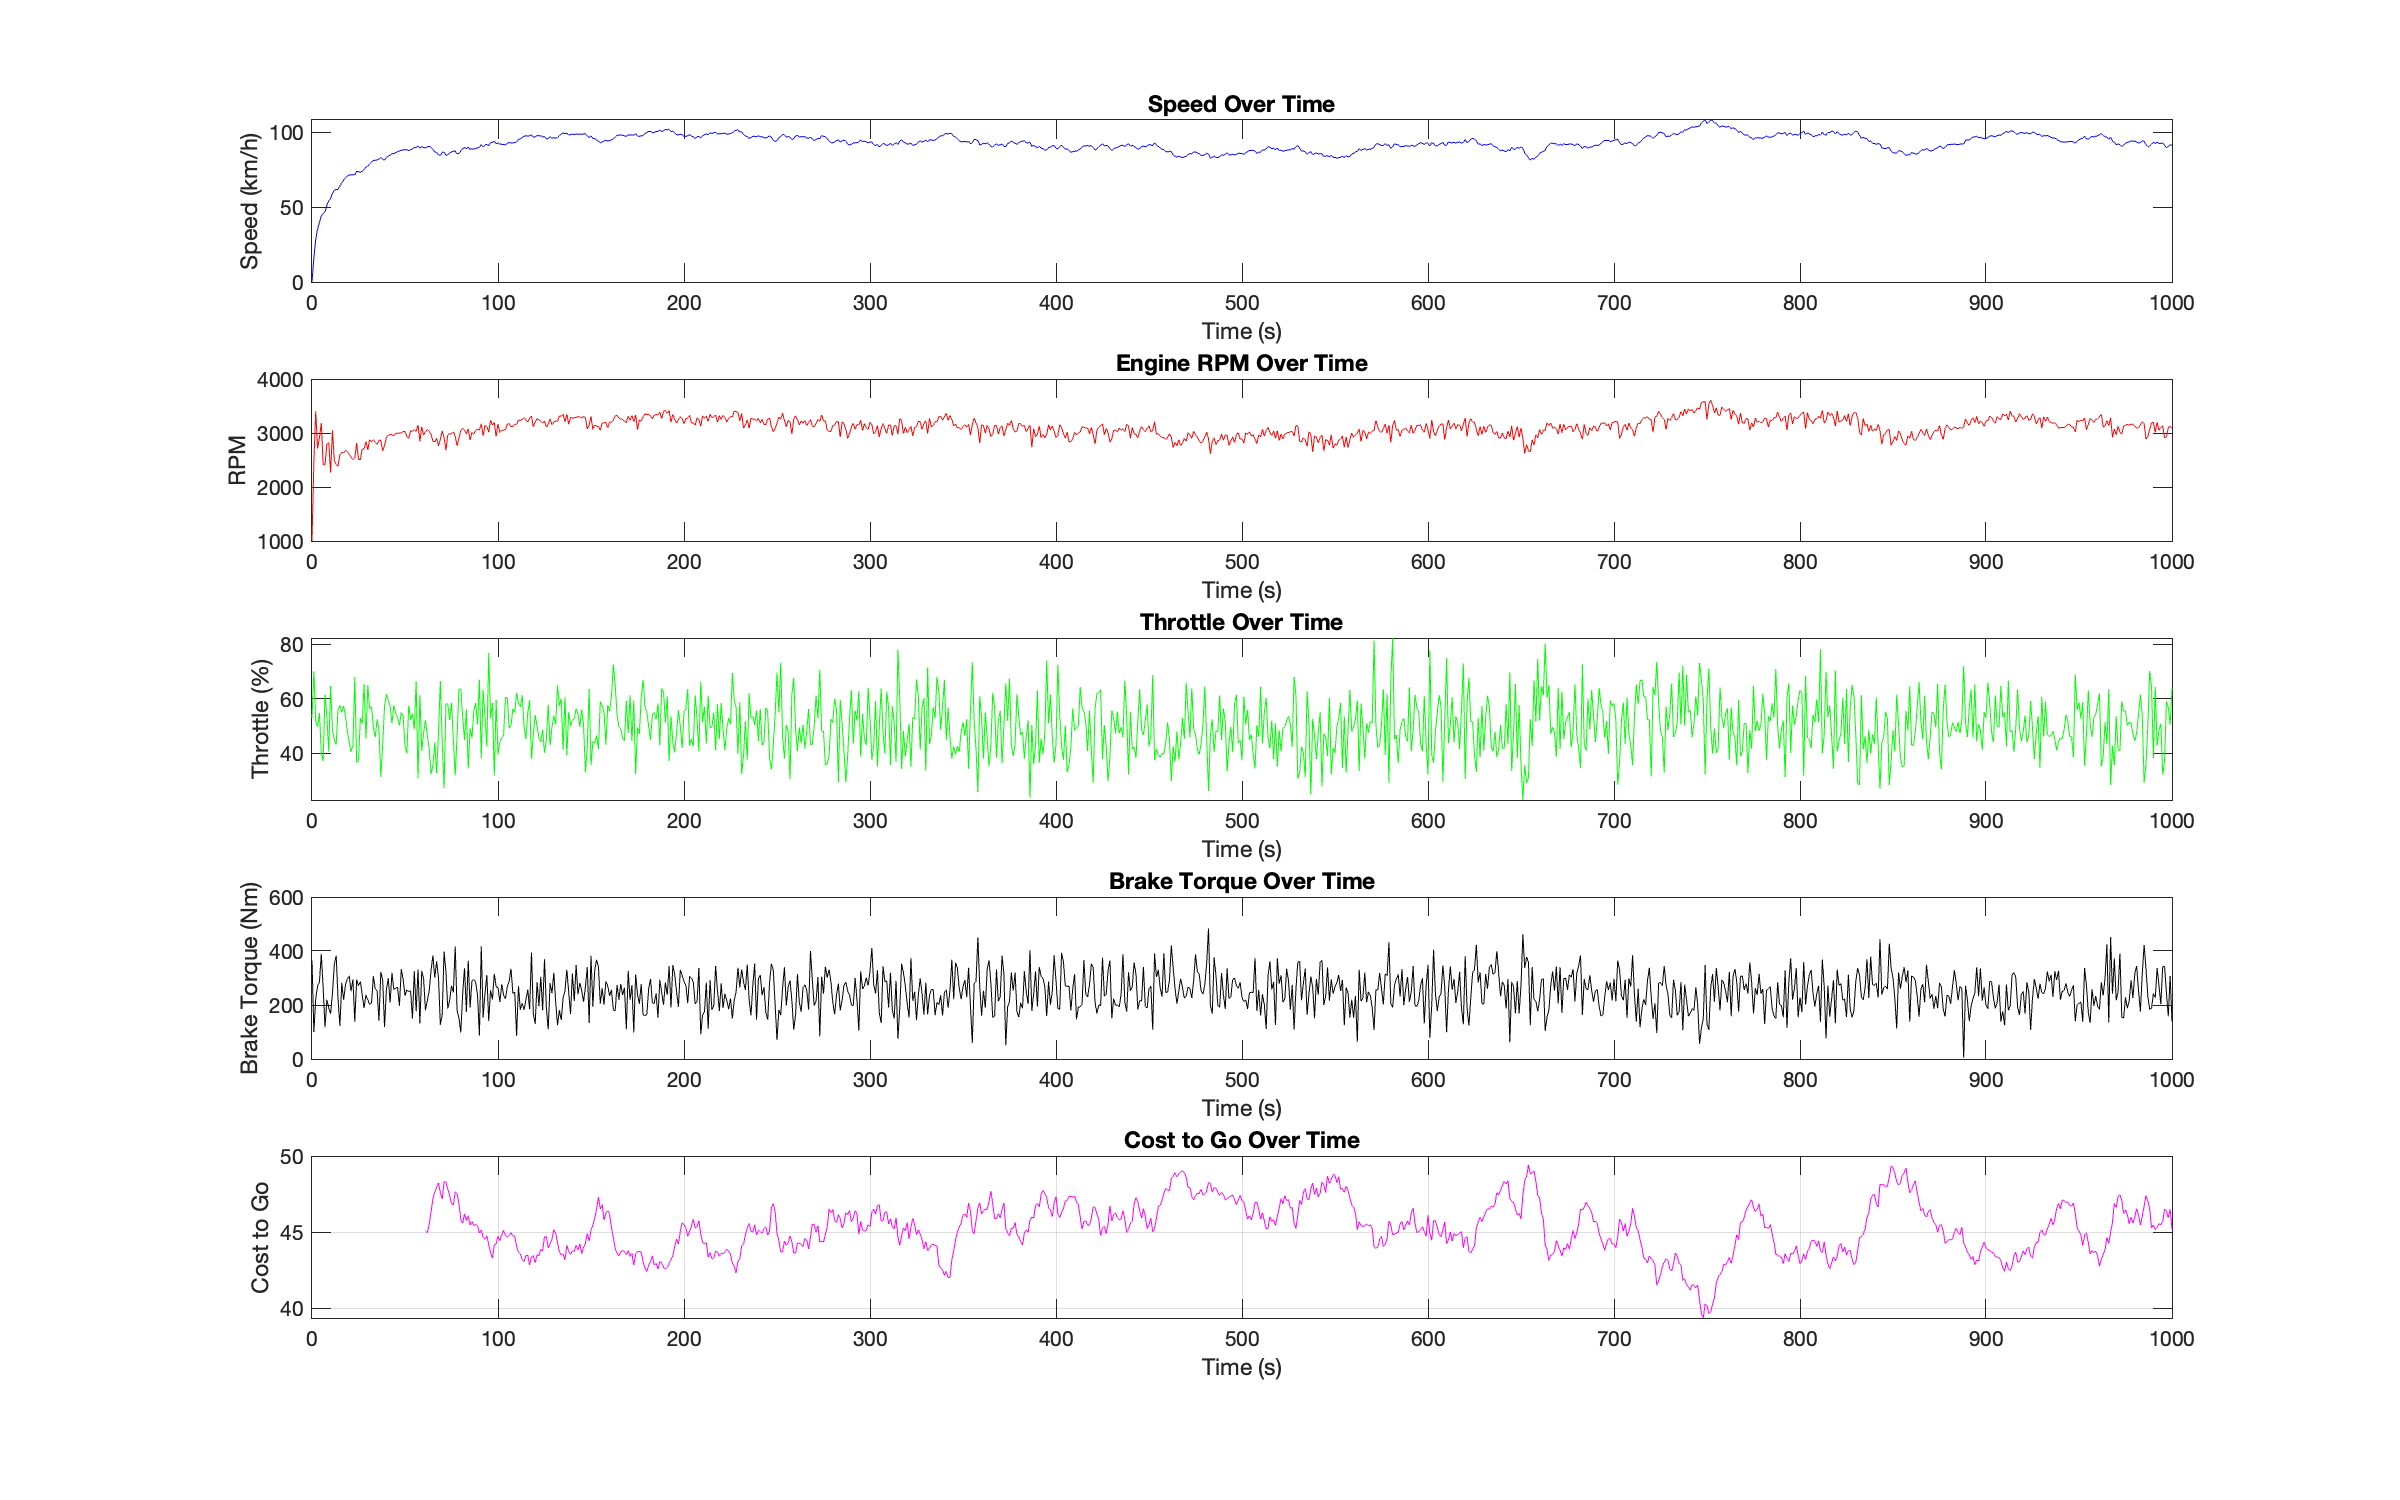 Speed Over Time
Speed (km/h)
100
50
0
0 100 200 300 400 500 600 700 800 900 1000
Time (s)
Engine RPM Over Time
RPM
4000
3000
2000
1000
0 100 200 300 400 500 600 700 800 900 1000
Time (s)
Throttle Over Time
Throttle (%)
80
60
40
0 100 200 300 400 500 600 700 800 900 1000
Time (s)
Brake Torque Over Time
Brake Torque (Nm)
600
400
200
0
0 100 200 300 400 500 600 700 800 900 1000
Time (s)
Cost to Go Over Time
Cost to Go
50
45
40
0 100 200 300 400 500 600 700 800 900 1000
Time (s)